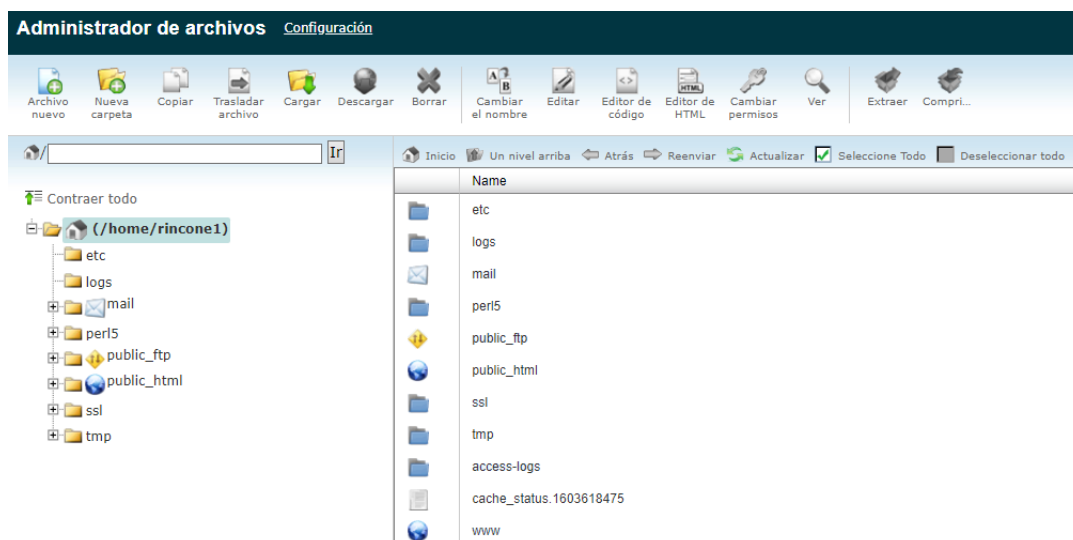 Administrador de archivos Configuración
Archivo nuevo
Nueva carpeta
Copiar
Trasladar archivo
Cargar
Descargar
Borrar
Cambiar el nombre
Editar
Editor de código
Editor de HTML
Cambiar permisos
Ver
Extraer
Compri...
/ Ir
Contraer todo
(/home/rincone1)
etc
logs
mail
perl5
public_ftp
public_html
ssl
tmp
Inicio Un nivel arriba Atrás Reenviar Actualizar Seleccione Todo Deseleccionar todo
Name
etc
logs
mail
perl5
public_ftp
public_html
ssl
tmp
access-logs
cache_status.1603618475
www